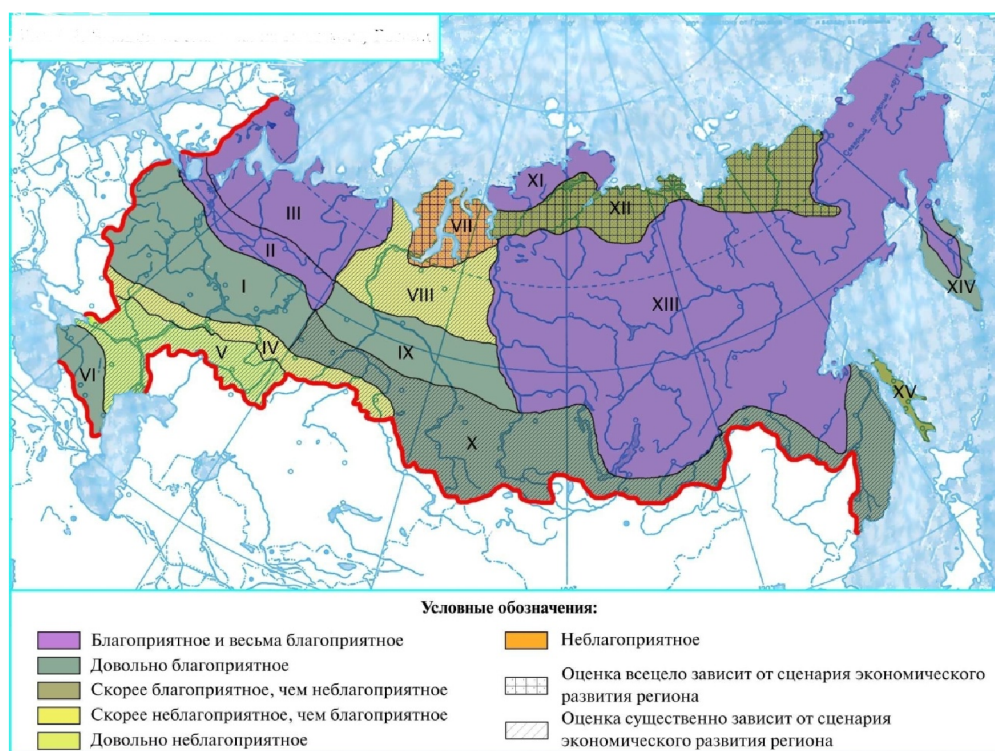 III
II
I
IV
V
VI
VII
VIII
IX
X
XI
XII
XIII
XIV
XV
Условные обозначения:
Благоприятное и весьма благоприятное
Довольно благоприятное
Скорее благоприятное, чем неблагоприятное
Скорее неблагоприятное, чем благоприятное
Довольно неблагоприятное
Неблагоприятное
Оценка всецело зависит от сценария экономического
развития региона
Оценка существенно зависит от сценария
экономического развития региона